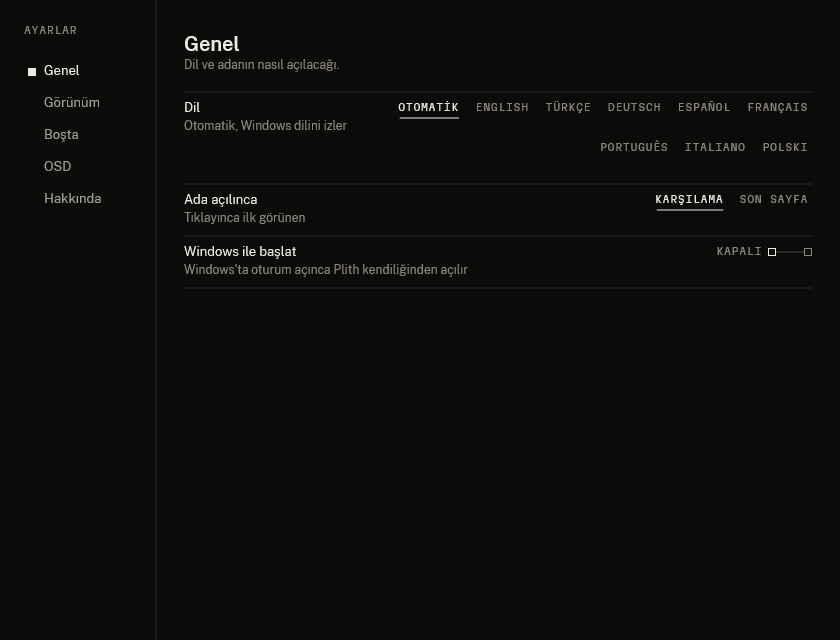 AYARLAR
Genel
Görünüm
Boşta
OSD
Hakkında
Genel
Dil ve adanın nasıl açılacağı.
Dil
Otomatik, Windows dilini izler
OTOMATİK ENGLISH TÜRKÇE DEUTSCH ESPAÑOL FRANÇAIS
PORTUGUÊS ITALIANO POLSKI
Ada açılınca
Tıklayınca ilk görünen
KARŞILAMA SON SAYFA
Windows ile başlat
Windows'ta oturum açınca Plith kendiliğinden açılır
KAPALI